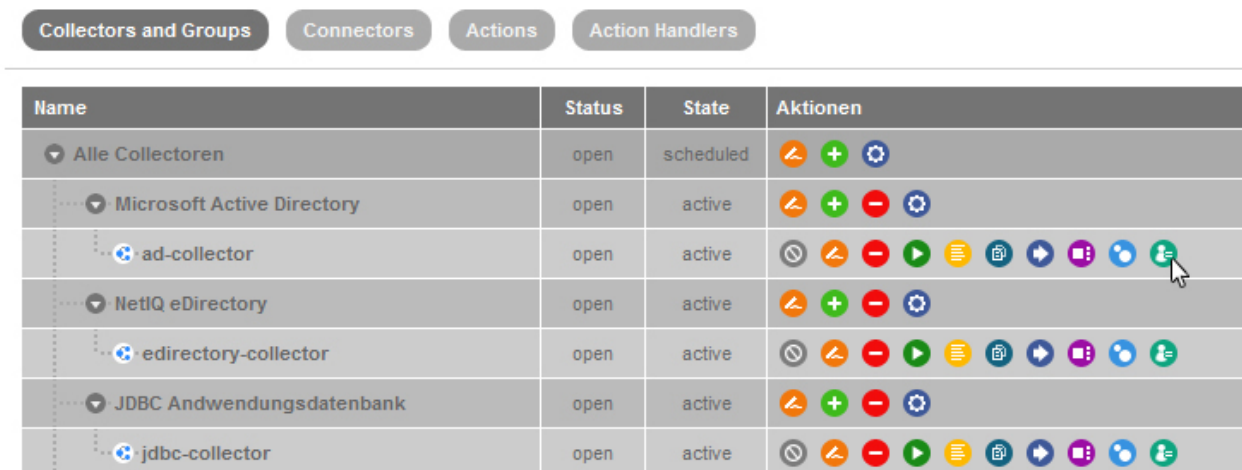 Collectors and Groups Connectors Actions Action Handlers
Name Status State Aktionen
Alle Collectoren open scheduled
Microsoft Active Directory open active
ad-collector open active
NetIQ eDirectory open active
edirectory-collector open active
JDBC Andwendungsdatenbank open active
jdbc-collector open active